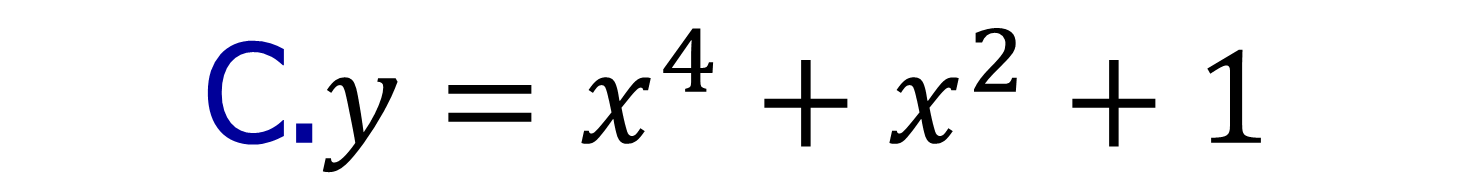 C. y = x⁴ + x² + 1